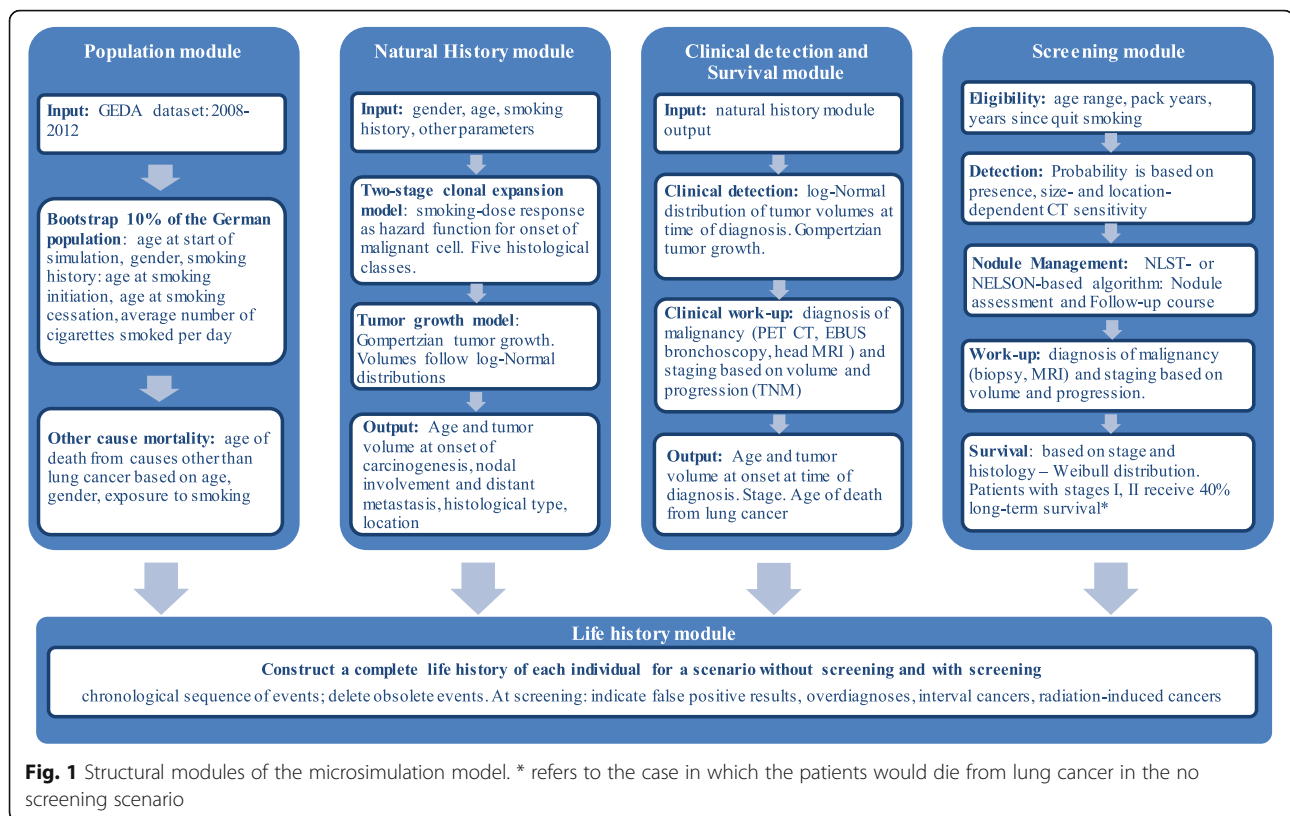 Population module
Input: GEDA dataset: 2008-
2012
Bootstrap 10% of the German
population: age at start of
simulation, gender, smoking
history: age at smoking
initiation, age at smoking
cessation, average number of
cigarettes smoked per day
Other cause mortality: age of
death from causes other than
lung cancer based on age,
gender, exposure to smoking
Natural History module
Input: gender, age, smoking
history, other parameters
Two-stage clonal expansion
model: smoking-dose response
as hazard function for onset of
malignant cell. Five histological
classes.
Tumor growth model:
Gompertzian tumor growth.
Volumes follow log-Normal
distributions
Output: Age and tumor
volume at onset of
carcinogenesis, nodal
involvement and distant
metastasis, histological type,
location
Clinical detection and
Survival module
Input: natural history module
output
Clinical detection: log-Normal
distribution of tumor volumes at
time of diagnosis. Gompertzian
tumor growth.
Clinical work-up: diagnosis of
malignancy (PET CT, EBUS
bronchoscopy, head MRI ) and
staging based on volume and
progression (TNM)
Output: Age and tumor
volume at onset at time of
diagnosis. Stage. Age of death
from lung cancer
Screening module
Eligibility: age range, pack years,
years since quit smoking
Detection: Probability is based on
presence, size- and location-
dependent CT sensitivity
Nodule Management: NLST- or
NELSON-based algorithm: Nodule
assessment and Follow-up course
Work-up: diagnosis of malignancy
(biopsy, MRI) and staging based on
volume and progression.
Survival: based on stage and
histology – Weibull distribution.
Patients with stages I, II receive 40%
long-term survival*
Life history module
Construct a complete life history of each individual for a scenario without screening and with screening
chronological sequence of events; delete obsolete events. At screening: indicate false positive results, overdiagnoses, interval cancers, radiation-induced cancers
Fig. 1 Structural modules of the microsimulation model. * refers to the case in which the patients would die from lung cancer in the no
screening scenario